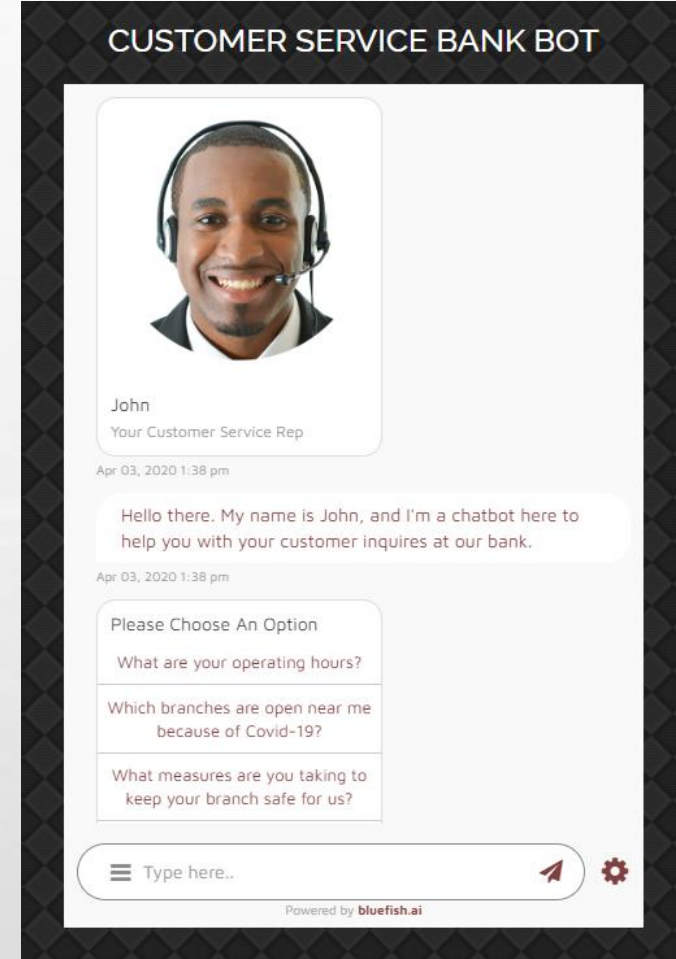 CUSTOMER SERVICE BANK BOT
John
Your Customer Service Rep
Apr 03, 2020 1:38 pm
Hello there. My name is John, and I'm a chatbot here to
help you with your customer inquires at our bank.
Apr 03, 2020 1:38 pm
Please Choose An Option
What are your operating hours?
Which branches are open near me
because of Covid-19?
What measures are you taking to
keep your branch safe for us?
Type here..
Powered by bluefish.ai